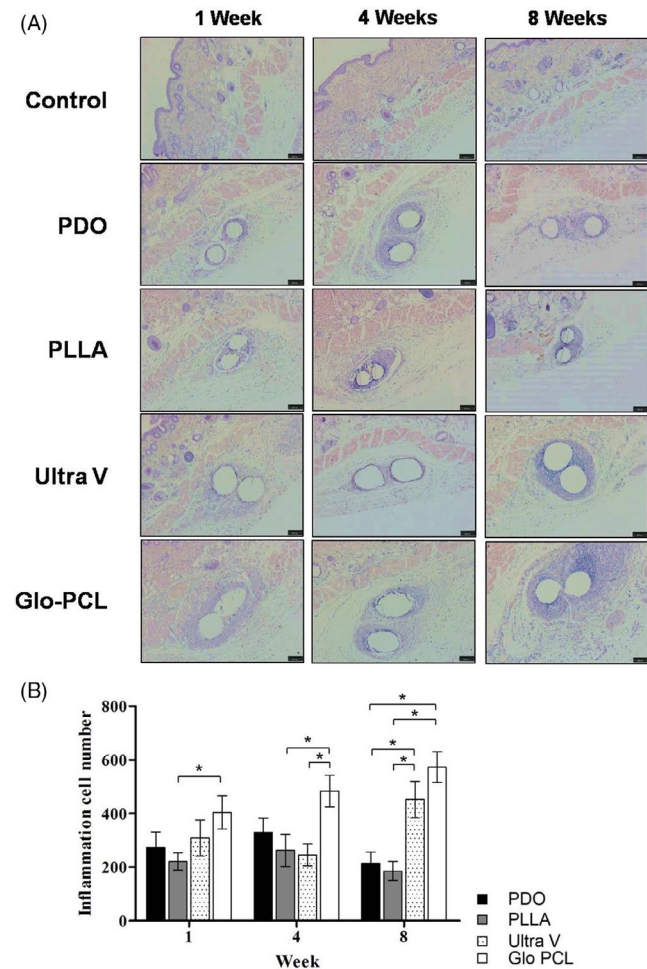 (A)
1 Week 4 Weeks 8 Weeks
Control
PDO
PLLA
Ultra V
Glo-PCL
(B)
Inflammation cell number
800
600
400
200
0
* * * * * * *
1 4 8
Week
PDO
PLLA
Ultra V
Glo PCL